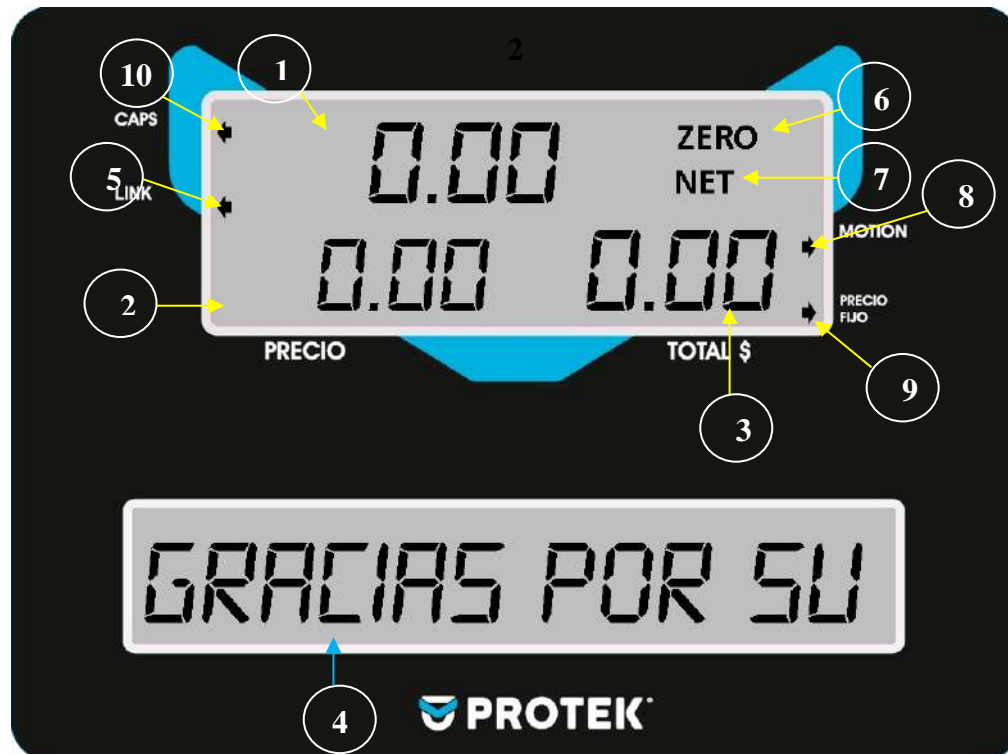 2
10 1 6
CAPS
0.00 ZERO
5 LINK NET 7
8
MOTION
0.00 0.00
2
PRECIO
FIJO
PRECIO TOTAL $
9
3
GRACIAS POR SU
4
PROTEK